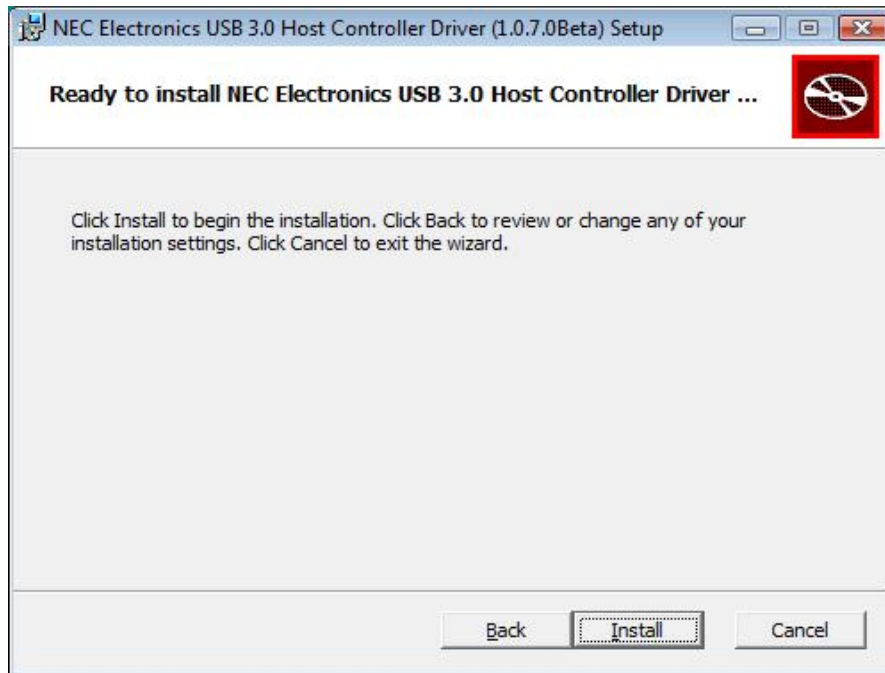 NEC Electronics USB 3.0 Host Controller Driver (1.0.7.0Beta) Setup
Ready to install NEC Electronics USB 3.0 Host Controller Driver ...
Click Install to begin the installation. Click Back to review or change any of your
installation settings. Click Cancel to exit the wizard.
Back Install Cancel